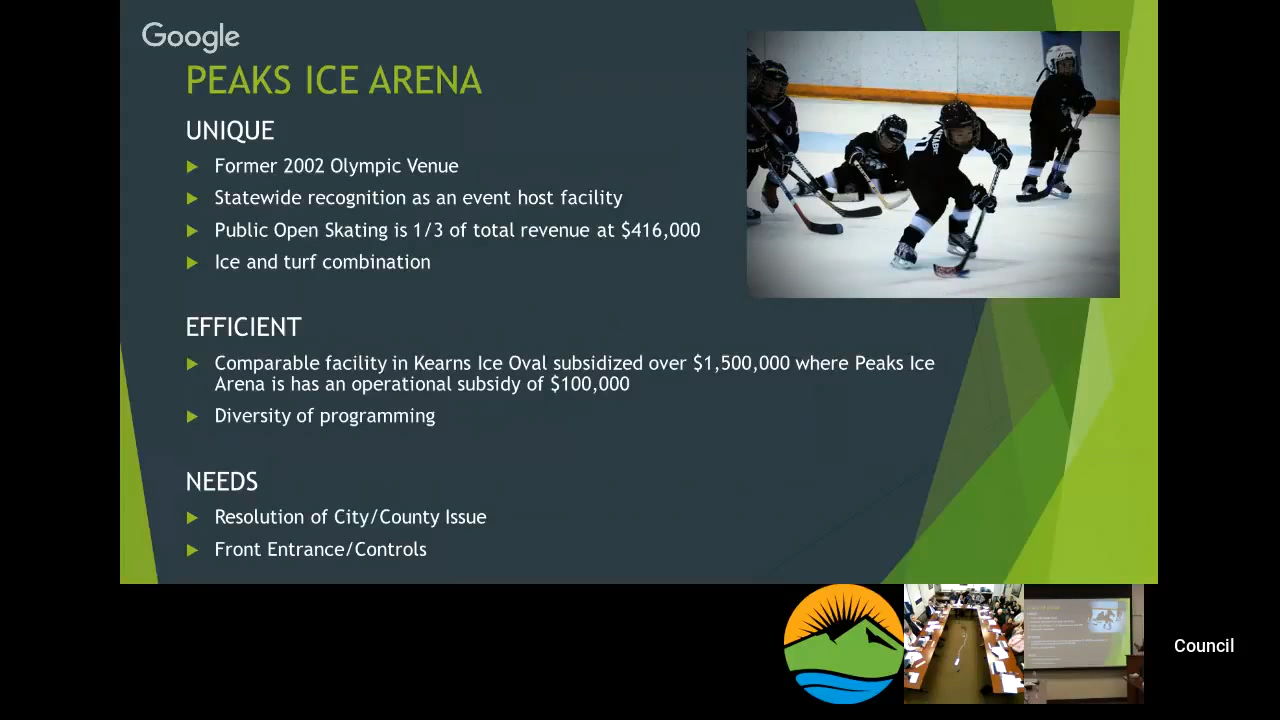 Google
PEAKS ICE ARENA
UNIQUE
Former 2002 Olympic Venue
Statewide recognition as an event host facility
Public Open Skating is 1/3 of total revenue at $416,000
Ice and turf combination
EFFICIENT
Comparable facility in Kearns Ice Oval subsidized over $1,500,000 where Peaks Ice
Arena is has an operational subsidy of $100,000
Diversity of programming
NEEDS
Resolution of City/County Issue
Front Entrance/Controls
Council